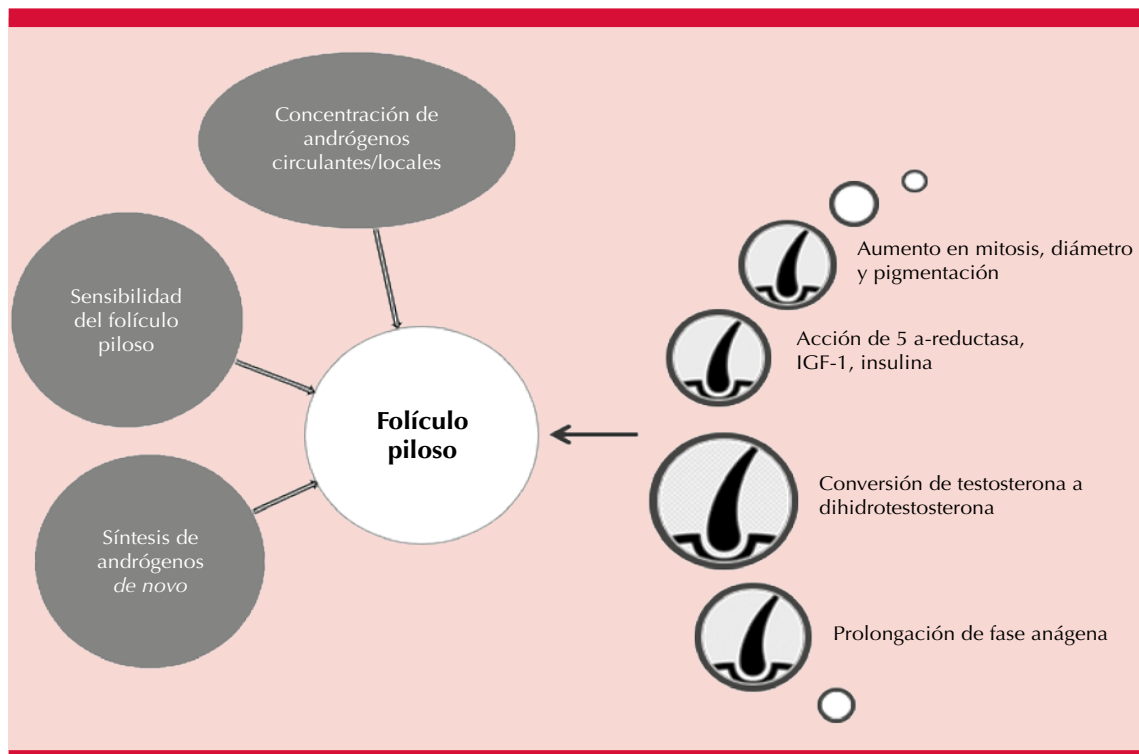 Concentración de
andrógenos
circulantes/locales
Sensibilidad
del folículo
piloso
Síntesis de
andrógenos
de novo
Folículo
piloso
Aumento en mitosis, diámetro
y pigmentación
Acción de 5 a-reductasa,
IGF-1, insulina
Conversión de testosterona a
dihidrotestosterona
Prolongación de fase anágena